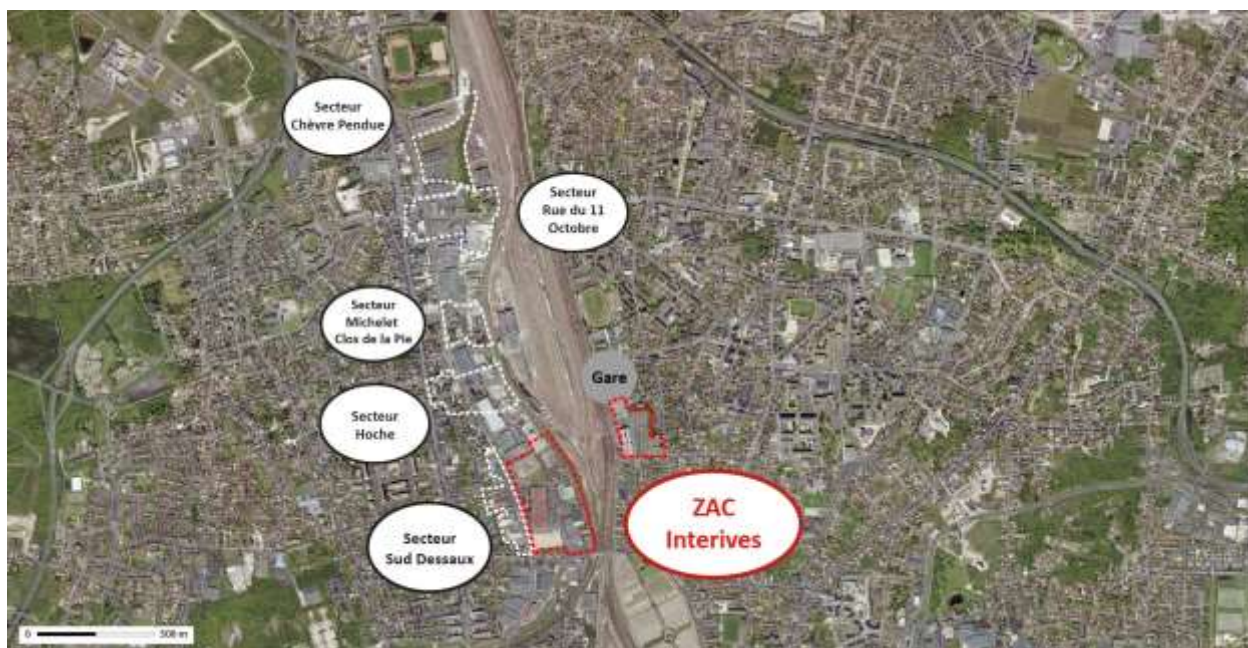 Secteur
Chèvre Pendue
Secteur
Rue du 11
Octobre
Secteur
Michelet
Clos de la Pie
Gare
Secteur
Hoche
ZAC
Interives
Secteur
Sud Dessaux
0
500 m